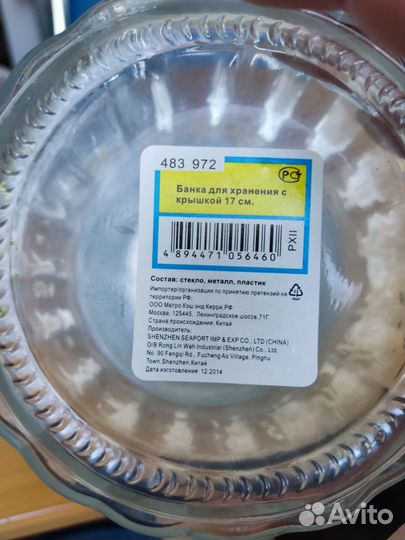 483 972
РС
Банка для хранения с
крышкой 17 см.
4 894471 056460
PXII
Состав: стекло, металл, пластик
Импортер/организация по принятию претензий на
территории РФ:
ООО Метро Кэш энд Керри,РФ
Москва, 125445, Ленинградское шоссе,71Г
Страна происхождения: Китай
Производитель:
SHENZHEN SEAPORT IMP & EXP CO., LTD (CHINA)
O/B Rong Lin Wah Industrial (Shenzhen) Co., Ltd
No. 90 Fengqi Rd., Fucheng Ao Village, Pinghu
Town,Shenzhen,Китай
Дата изготовления 12.2014
PAP
Avito